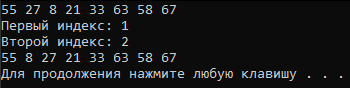 55 27 8 21 33 63 58 67
Первый индекс: 1
Второй индекс: 2
55 8 27 21 33 63 58 67
Для продолжения нажмите любую клавишу . . .